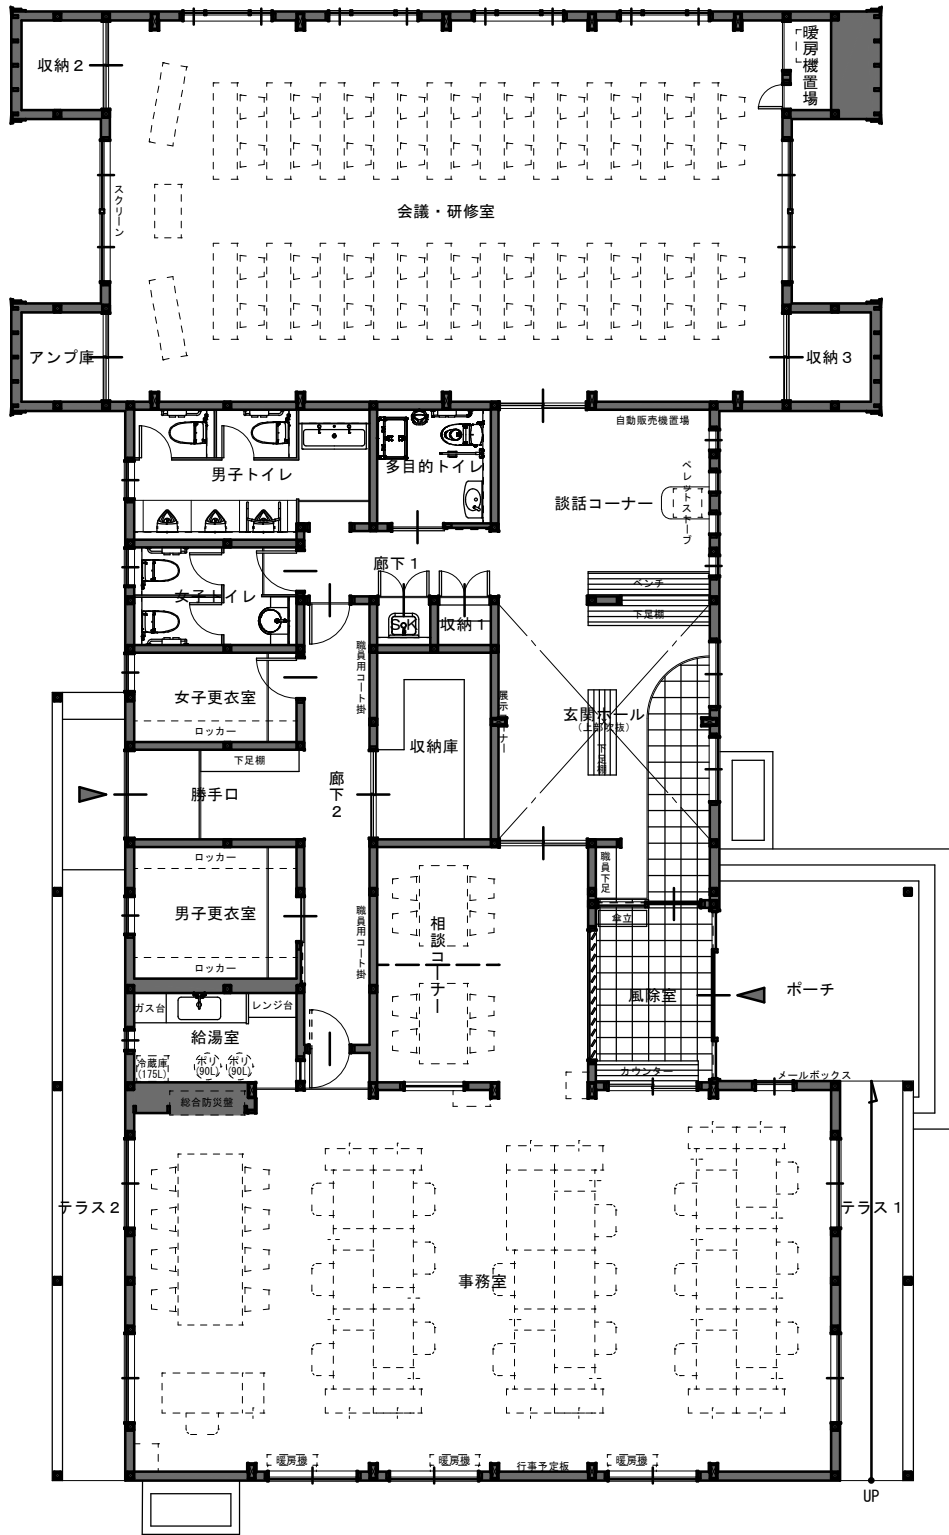 収納2
暖房機置場
スクリーン
会議・研修室
アンプ庫
収納3
自動販売機置場
男子トイレ
多目的トイレ
談話コーナー
ペレットストーブ
廊下1
ベンチ
女子トイレ
SK
収納1
下足棚
職員用コート掛
女子更衣室
ロッカー
展示コーナー
玄関ホール
(上部吹抜)
下足棚
収納庫
下足棚
勝手口
廊下2
ロッカー
職員下足
男子更衣室
職員用コート掛
相談コーナー
傘立
ロッカー
風除室
ポーチ
ガス台
レンジ台
給湯室
冷蔵庫
(175L)
ポリ
(90L)
ポリ
(90L)
カウンター
メールボックス
総合防災盤
テラス2
テラス1
事務室
暖房機
暖房機
行事予定板
暖房機
UP